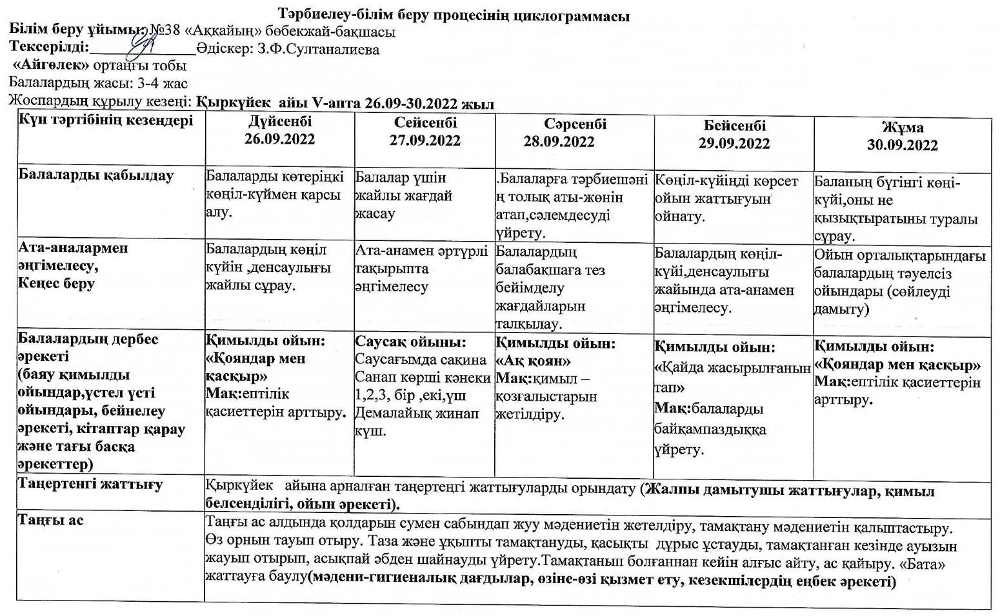 Тәрбиелеу-білім беру процесінің циклограммасы
Білім беру ұйымы: №38 «Аққайың» бөбекжай-бақшасы
Тексерілді:______________Әдіскер: З.Ф.Султаналиева
«Айгөлек» ортаңғы тобы
Балалардың жасы: 3-4 жас
Жоспардың құрылу кезеңі: Қыркүйек айы V-апта 26.09-30.2022 жыл
Күн тәртібінің кезеңдері
Дүйсенбі
26.09.2022
Сейсенбі
27.09.2022
Сәрсенбі
28.09.2022
Бейсенбі
29.09.2022
Жұма
30.09.2022
Балаларды қабылдау
Балаларды көтеріңкі
көңіл-күймен қарсы
алу.
Балалар үшін
жайлы жағдай
жасау
.Балаларға тәрбиешәні
ң толық аты-жөнін
атап,сәлемдесуді
үйрету.
Көңіл-күйіңді көрсет
ойын жаттығуын
ойнату.
Баланың бүгінгі көңі-
күйі,оны не
қызықтыратыны туралы
сұрау.
Ата-аналармен
әңгімелесу,
Кеңес беру
Балалардың көңіл
күйін ,денсаулығы
жайлы сұрау.
Ата-анамен әртүрлі
тақырыпта
әңгімелесу
Балалардың
балабақшаға тез
бейімделу
жағдайларын
талқылау.
Балалардың көңіл-
күйі,денсаулығы
жайында ата-анамен
әңгімелесу.
Ойын орталықтарындағы
балалардың тәуелсіз
ойындары (сөйлеуді
дамыту)
Балалардың дербес
әрекеті
(баяу қимылды
ойындар,үстел үсті
ойындары, бейнелеу
әрекеті, кітаптар қарау
және тағы басқа
әрекеттер)
Қимылды ойын:
«Қояндар мен
қасқыр»
Мақ:ептілік
қасиеттерін арттыру.
Саусақ ойыны:
Саусағымда сақина
Санап көрші кәнеки
1,2,3, бір ,екі,үш
Демалайық жинап
күш.
Қимылды ойын:
«Ақ қоян»
Мақ:қимыл –
қозғалыстарын
жетілдіру.
Қимылды ойын:
«Қайда жасырылғанын
тап»
Мақ:балаларды
байқампаздыққа
үйрету.
Қимылды ойын:
«Қояндар мен қасқыр»
Мақ:ептілік қасиеттерін
арттыру.
Таңертенгі жаттығу
Қыркүйек айына арналған таңертеңгі жаттығуларды орындату (Жалпы дамытушы жаттығулар, қимыл
белсенділігі, ойын әрекеті).
Таңғы ас
Таңғы ас алдында қолдарын сумен сабындап жуу мәдениетін жетелдіру, тамақтану мәдениетін қалыптастыру.
Өз орнын тауып отыру. Таза және ұқыпты тамақтануды, қасықты дұрыс ұстауды, тамақтанған кезінде ауызын
жауып отырып, асықпай әбден шайнауды үйрету.Тамақтанып болғаннан кейін алғыс айту, ас қайыру. «Бата»
жаттауға баулу(мәдени-гигиеналық дағдылар, өзіне-өзі қызмет ету, кезекшілердің еңбек әрекеті)